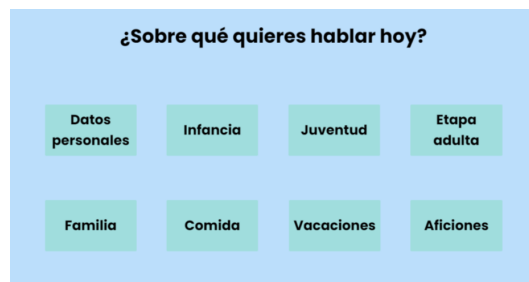 ¿Sobre qué quieres hablar hoy?
Datos
personales
Infancia
Juventud
Etapa
adulta
Familia
Comida
Vacaciones
Aficiones